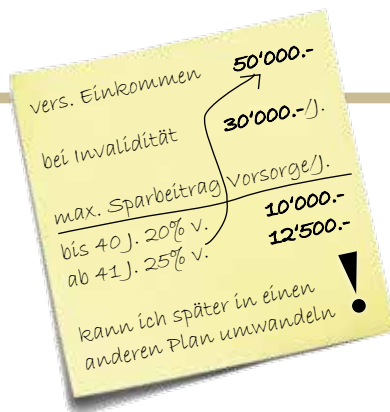 vers. Einkommen 50'000.-
bei Invalidität 30'000.-/J.
max. Sparbeitrag Vorsorge/J.
bis 40 J. 20% v. 10'000.-
ab 41 J. 25% v. 12'500.-
kann ich später in einen
anderen Plan umwandeln !